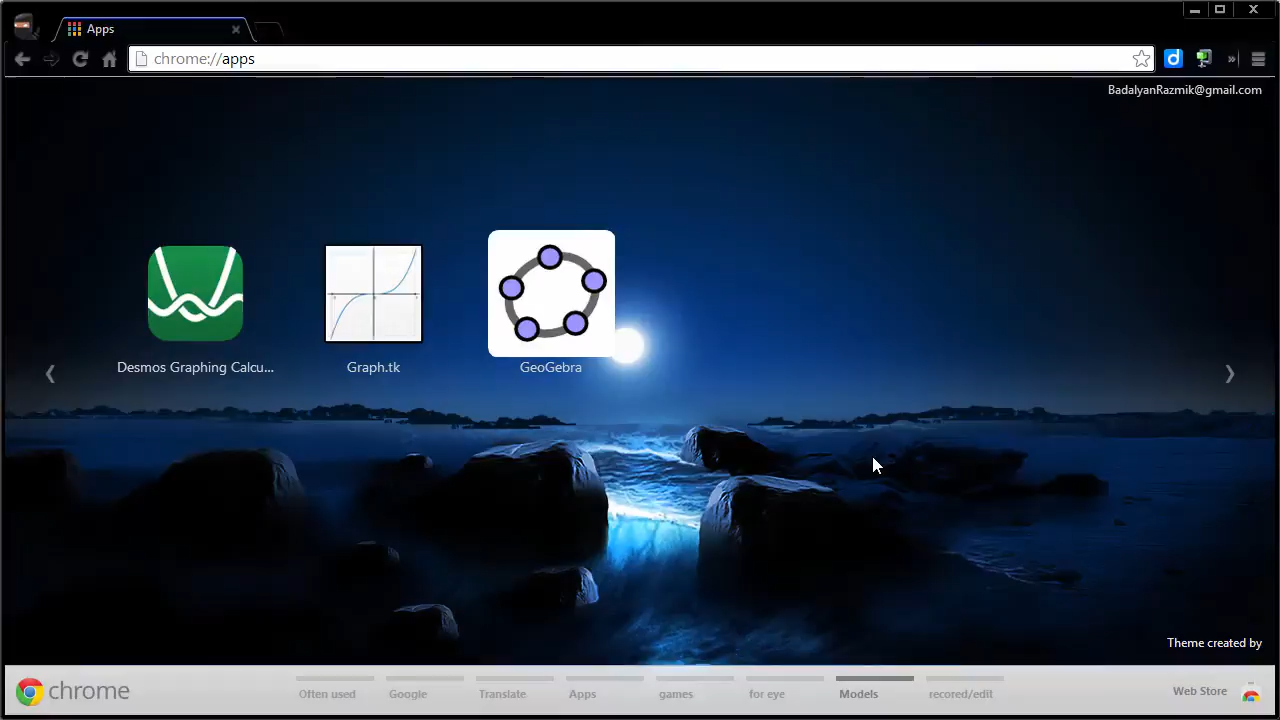 Apps
chrome://apps
BadalyanRazmik@gmail.com
Desmos Graphing Calcu...
Graph.tk
GeoGebra
Theme created by
chrome
Often used
Google
Translate
Apps
games
for eye
Models
recored/edit
Web Store